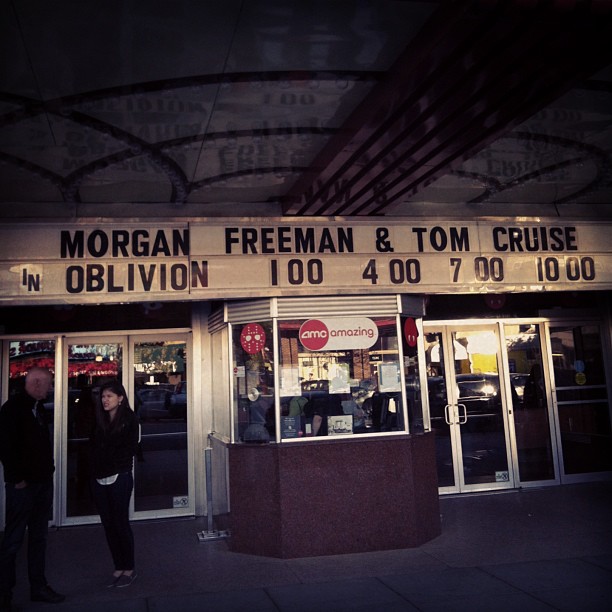 MORGAN FREEMAN & TOM CRUISE
IN OBLIVION 1 00 4 00 7 00 10 00
amc amazing